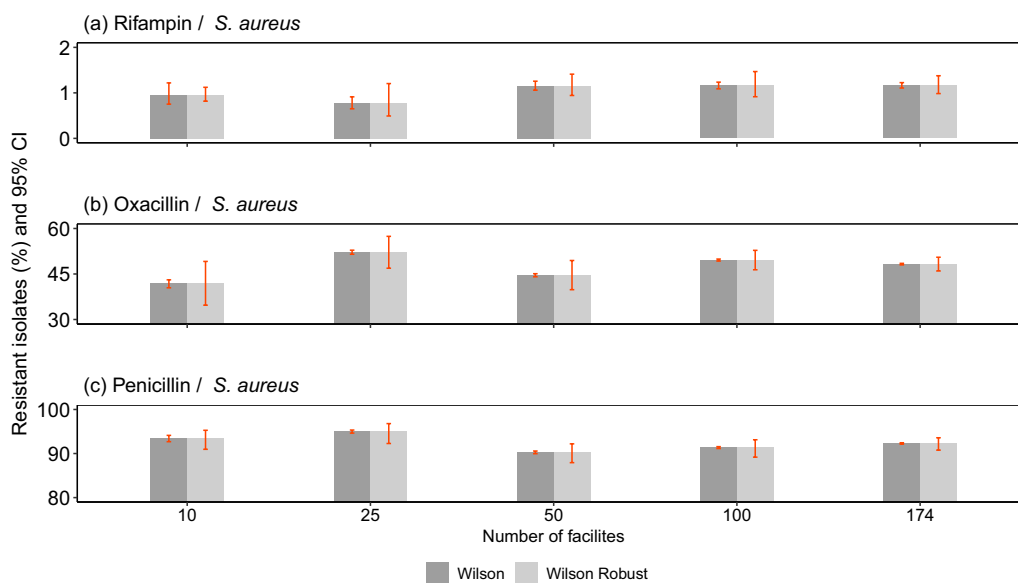 (a) Rifampin / S. aureus
2
1
0
(b) Oxacillin / S. aureus
60
45
30
(c) Penicillin / S. aureus
100
90
80
10 25 50 100 174
Number of facilites
Resistant isolates (%) and 95% CI
Wilson Wilson Robust